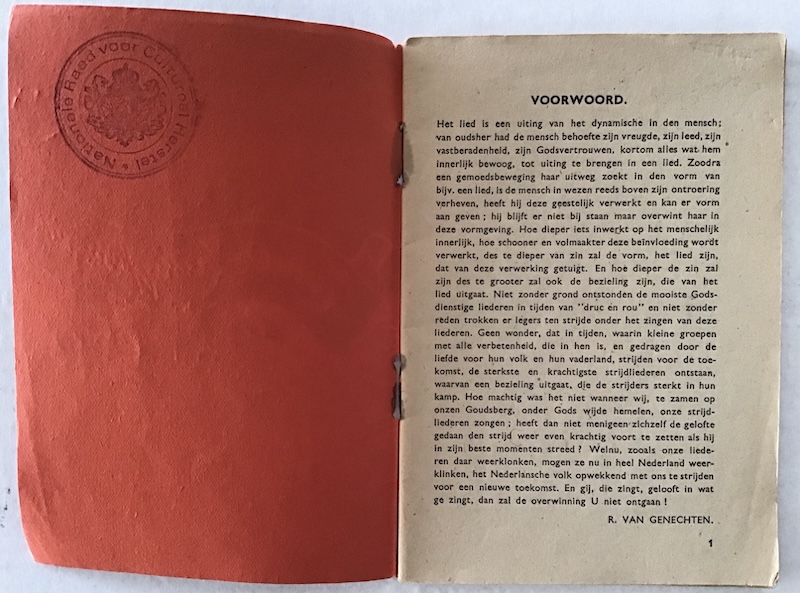 Nationale Raad voor Cultureel Herstel
VOORWOORD.
Het lied is een uiting van het dynamische in den mensch;
van oudsher had de mensch behoefte zijn vreugde, zijn leed, zijn
vastberadenheid, zijn Godsvertrouwen, kortom alles wat hem
innerlijk bewoog, tot uiting te brengen in een lied. Zoodra
een gemoedsbeweging haar uitweg zoekt in den vorm van
bijv. een lied, is de mensch in wezen reeds boven zijn ontroering
verheven, heeft hij deze geestelijk verwerkt en kan er vorm
aan geven; hij blijft er niet bij staan maar overwint haar in
deze vormgeving. Hoe dieper iets inwerkt op het menschelijk
innerlijk, hoe schooner en volmaakter deze beïnvloeding wordt
verwerkt, des te dieper van zin zal de vorm, het lied zijn,
dat van deze verwerking getuigt. En hoe dieper de zin zal
zijn des te grooter zal ook de bezieling zijn, die van het
lied uitgaat. Niet zonder grond ontstonden de mooiste Gods-
dienstige liederen in tijden van "druc en rou" en niet zonder
reden trokken er legers ten strijde onder het zingen van deze
liederen. Geen wonder, dat in tijden, waarin kleine groepen
met alle verbetenheid, die in hen is, en gedragen door de
liefde voor hun volk en hun vaderland, strijden voor de toe-
komst, de sterkste en krachtigste strijdliederen ontstaan,
waarvan een bezieling uitgaat, die de strijders sterkt in hun
kamp. Hoe machtig was het niet wanneer wij, te zamen op
onzen Goudsberg, onder Gods wijde hemelen, onze strijd-
liederen zongen; heeft dan niet menigeen zichzelf de gelofte
gedaan den strijd weer even krachtig voort te zetten als hij
in zijn beste momenten streed? Welnu, zooals onze liede-
ren daar weerklonken, mogen ze nu in heel Nederland weer-
klinken, het Nederlansche volk opwekkend met ons te strijden
voor een nieuwe toekomst. En gij, die zingt, gelooft in wat
ge zingt, dan zal de overwinning U niet ontgaan!
R. VAN GENECHTEN.
1